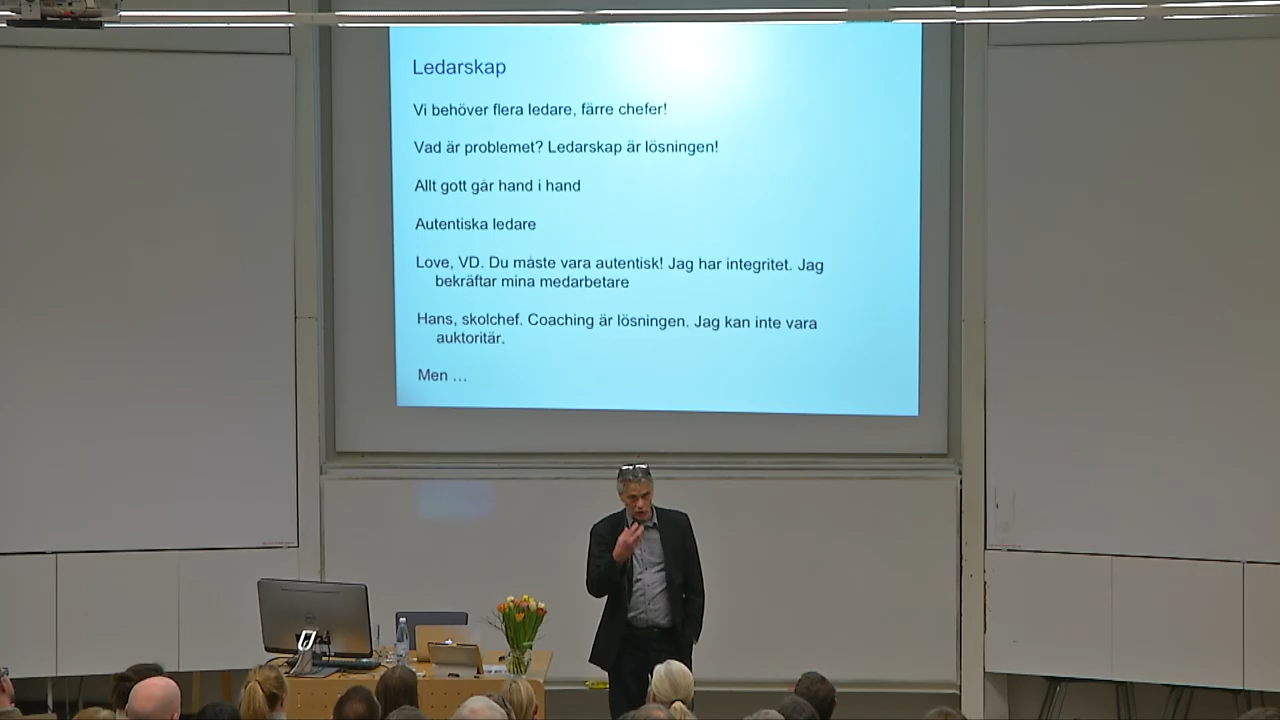 Ledarskap
Vi behöver flera ledare, färre chefer!
Vad är problemet? Ledarskap är lösningen!
Allt gott går hand i hand
Autentiska ledare
Love, VD. Du måste vara autentisk! Jag har integritet. Jag
bekräftar mina medarbetare
Hans, skolchef. Coaching är lösningen. Jag kan inte vara
auktoritär.
Men ...